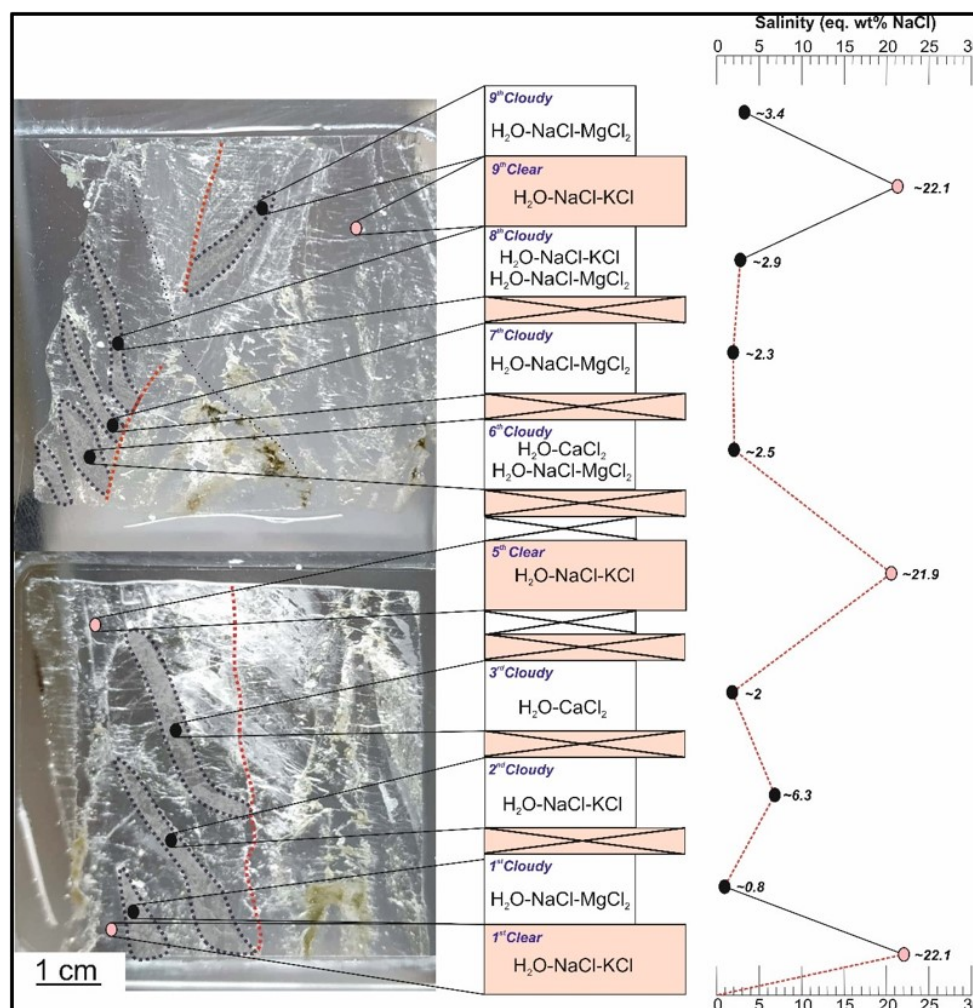 Salinity (eq. wt% NaCl)
0 5 10 15 20 25 30
9th Cloudy
H2O-NaCl-MgCl2
~3.4
9th Clear
H2O-NaCl-KCl
~22.1
8th Cloudy
H2O-NaCl-KCl
H2O-NaCl-MgCl2
~2.9
7th Cloudy
H2O-NaCl-MgCl2
~2.3
6th Cloudy
H2O-CaCl2
H2O-NaCl-MgCl2
~2.5
5th Clear
H2O-NaCl-KCl
~21.9
3rd Cloudy
H2O-CaCl2
~2
2nd Cloudy
H2O-NaCl-KCl
~6.3
1st Cloudy
H2O-NaCl-MgCl2
~0.8
1st Clear
H2O-NaCl-KCl
~22.1
1 cm
0 5 10 15 20 25